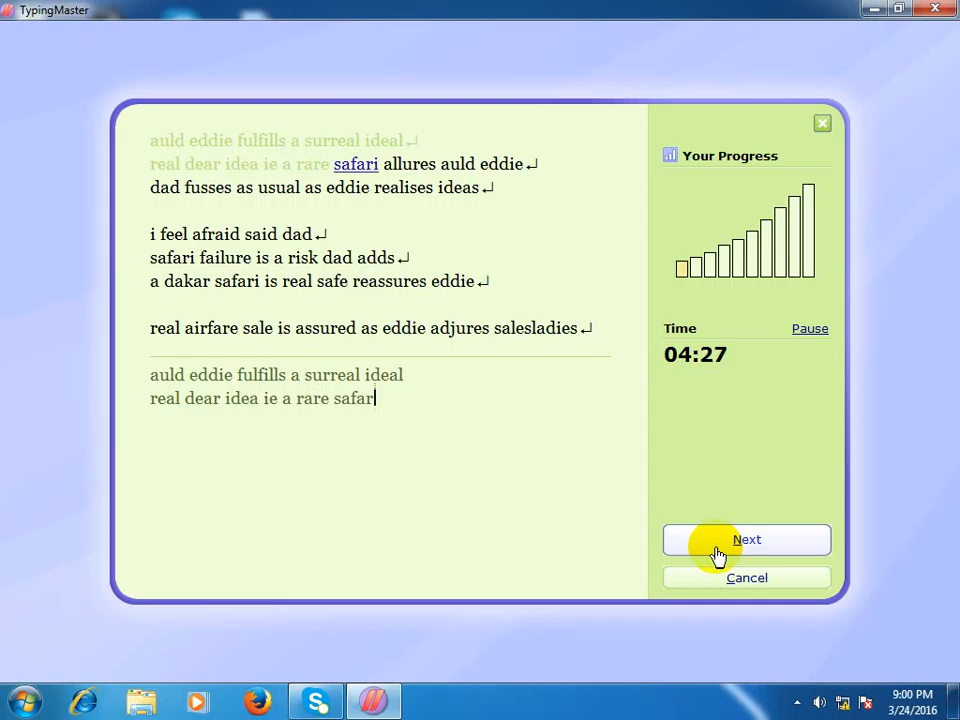 TypingMaster
auld eddie fulfills a surreal ideal↵
real dear idea ie a rare safari allures auld eddie↵
dad fusses as usual as eddie realises ideas↵
i feel afraid said dad↵
safari failure is a risk dad adds↵
a dakar safari is real safe reassures eddie↵
real airfare sale is assured as eddie adjures salesladies↵
auld eddie fulfills a surreal ideal
real dear idea ie a rare safar
Your Progress
Time Pause
04:27
Next
Cancel
9:00 PM
3/24/2016